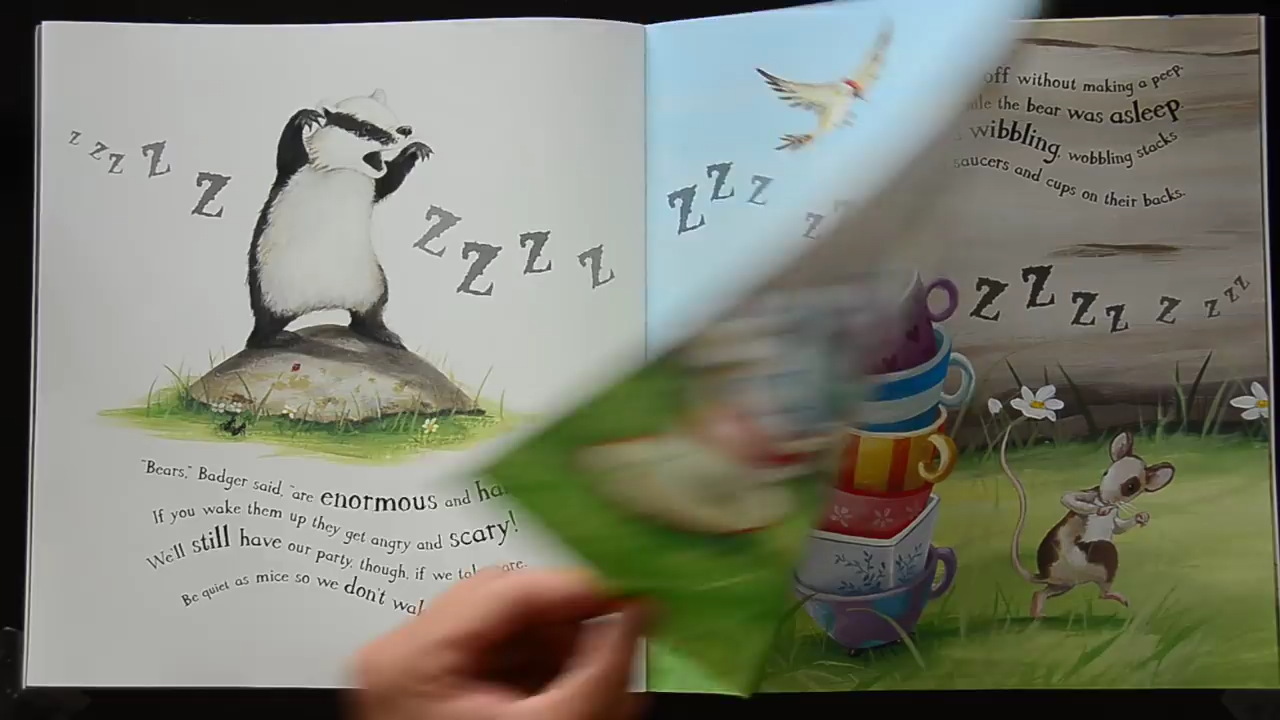 z z z z z
z z z z
z z z
z z z z z z z
"Bears," Badger said, "are enormous and
If you wake them up they get angry and scary!
We'll still have our party, though, if we
Be quiet as mice so we don't
off without making a peep.
the bear was asleep
wibbling, wobbling stacks
saucers and cups on their backs.